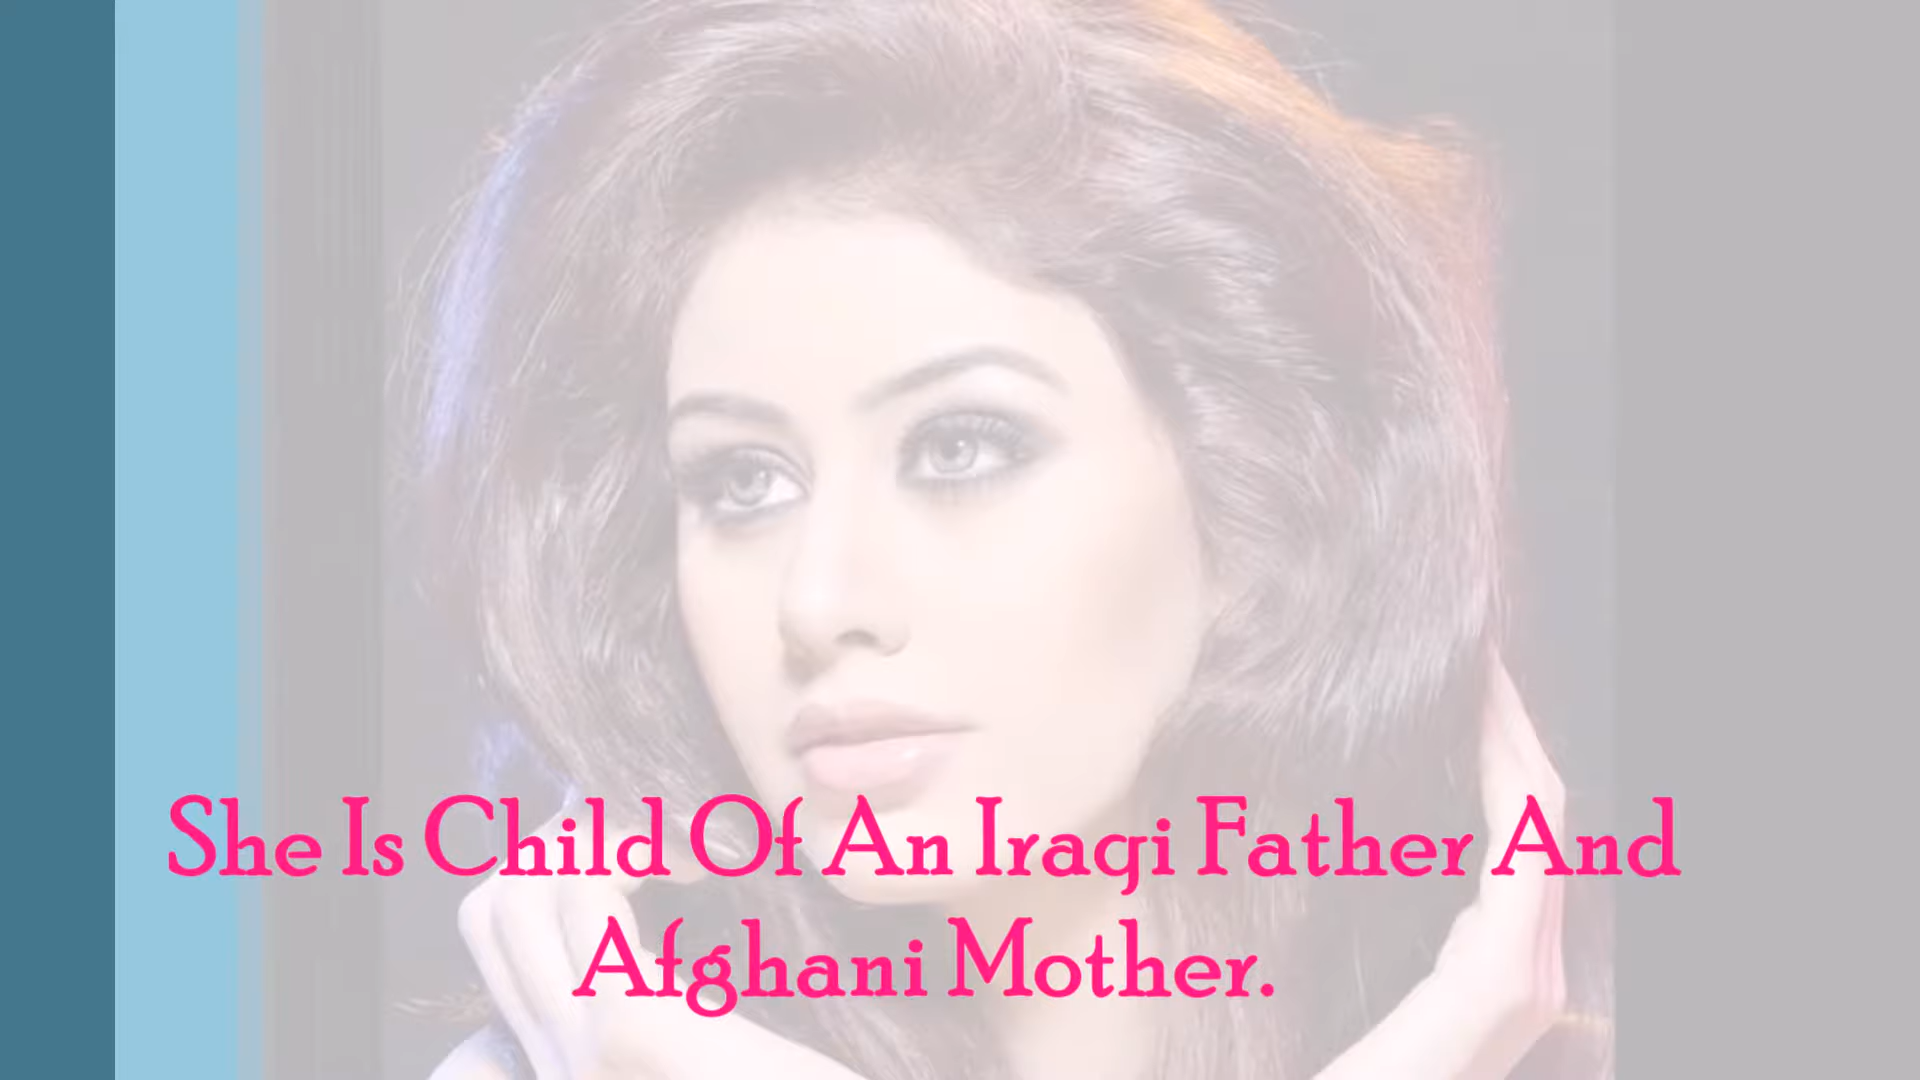 She Is Child Of An Iraqi Father And
Afghani Mother.